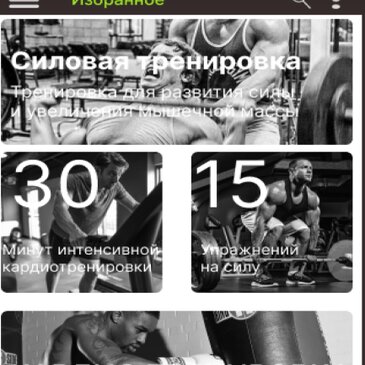 Избранное
Силовая тренировка
Тренировка для развития силы
и увеличения мышечной массы
30
Минут интенсивной
кардиотренировки
15
Упражнений
на силу